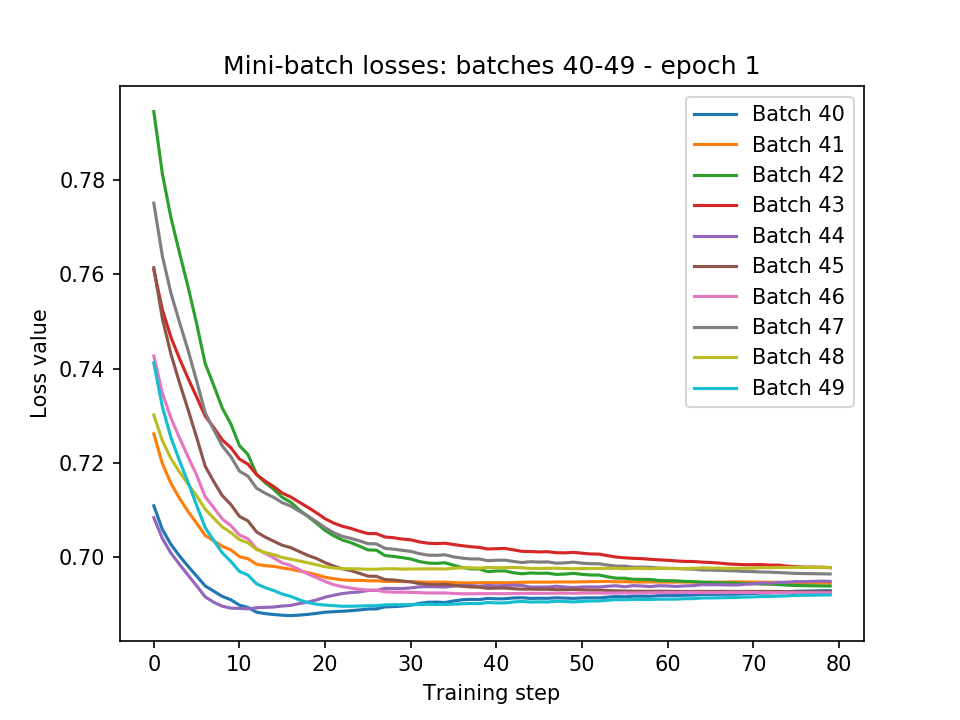 Mini-batch losses: batches 40-49 - epoch 1
Batch 40
Batch 41
Batch 42
Batch 43
Batch 44
Batch 45
Batch 46
Batch 47
Batch 48
Batch 49
0.78
0.76
0.74
0.72
0.70
Loss value
0 10 20 30 40 50 60 70 80
Training step